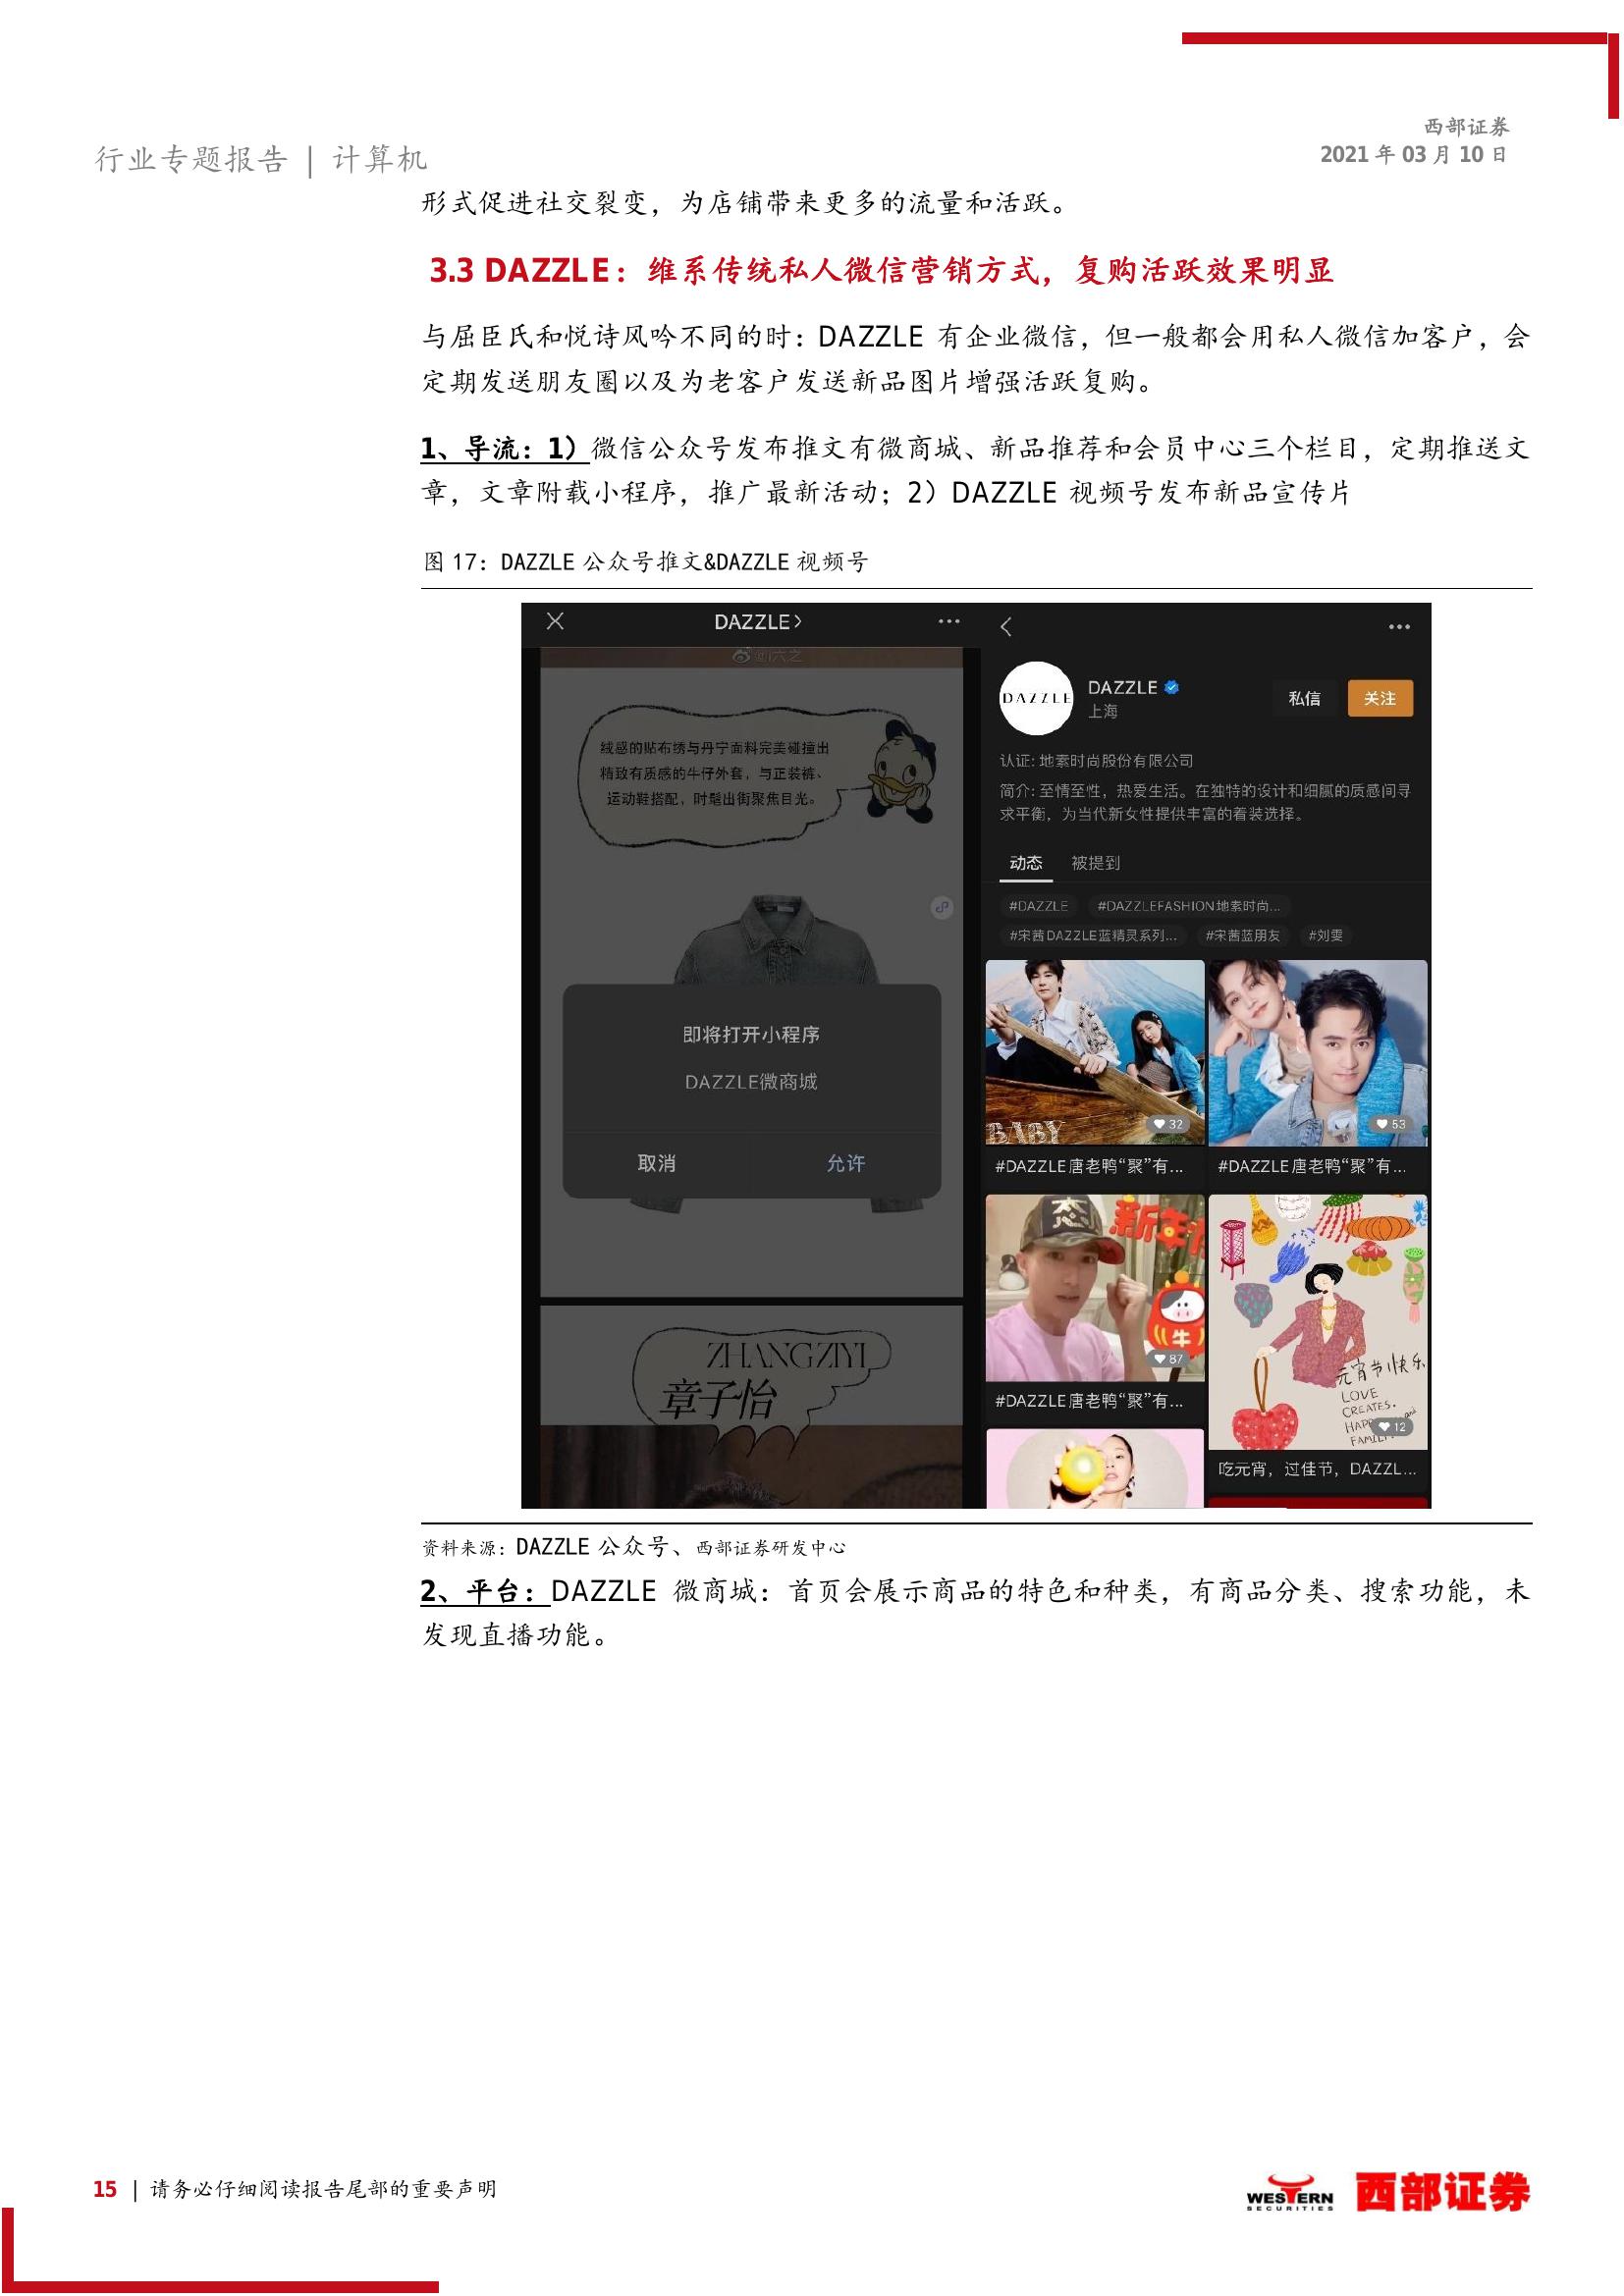 西部证券
2021 年 03 月 10 日
行业专题报告 | 计算机
形式促进社交裂变，为店铺带来更多的流量和活跃。
3.3 DAZZLE：维系传统私人微信营销方式，复购活跃效果明显
与屈臣氏和悦诗风吟不同的时：DAZZLE 有企业微信，但一般都会用私人微信加客户，会
定期发送朋友圈以及为老客户发送新品图片增强活跃复购。
1、导流：1）微信公众号发布推文有微商城、新品推荐和会员中心三个栏目，定期推送文
章，文章附载小程序，推广最新活动；2）DAZZLE 视频号发布新品宣传片
图 17：DAZZLE 公众号推文&DAZZLE 视频号
DAZZLE
绒感的贴布绣与丹宁面料完美碰撞出
精致有质感的牛仔外套，与正装裤、
运动鞋搭配，时髦出街聚焦目光。
即将打开小程序
DAZZLE微商城
取消 允许
ZHANGZIYI
章子怡
DAZZLE
DAZZLE
上海
私信 关注
认证: 地素时尚股份有限公司
简介: 至情至性，热爱生活。在独特的设计和细腻的质感间寻
求平衡，为当代新女性提供丰富的着装选择。
动态 被提到
#DAZZLE #DAZZLEFASHION地素时尚...
#宋茜DAZZLE蓝精灵系列... #宋茜蓝朋友 #刘雯
BABY
32 53
#DAZZLE唐老鸭“聚”有... #DAZZLE唐老鸭“聚”有...
新年
牛
87
#DAZZLE唐老鸭“聚”有...
元宵节快乐
LOVE
CREATES.
FAMILY
12
吃元宵，过佳节，DAZZL...
资料来源：DAZZLE 公众号、西部证券研发中心
2、平台：DAZZLE 微商城：首页会展示商品的特色和种类，有商品分类、搜索功能，未
发现直播功能。
15 | 请务必仔细阅读报告尾部的重要声明
WESTERN
SECURITIES
西部证券